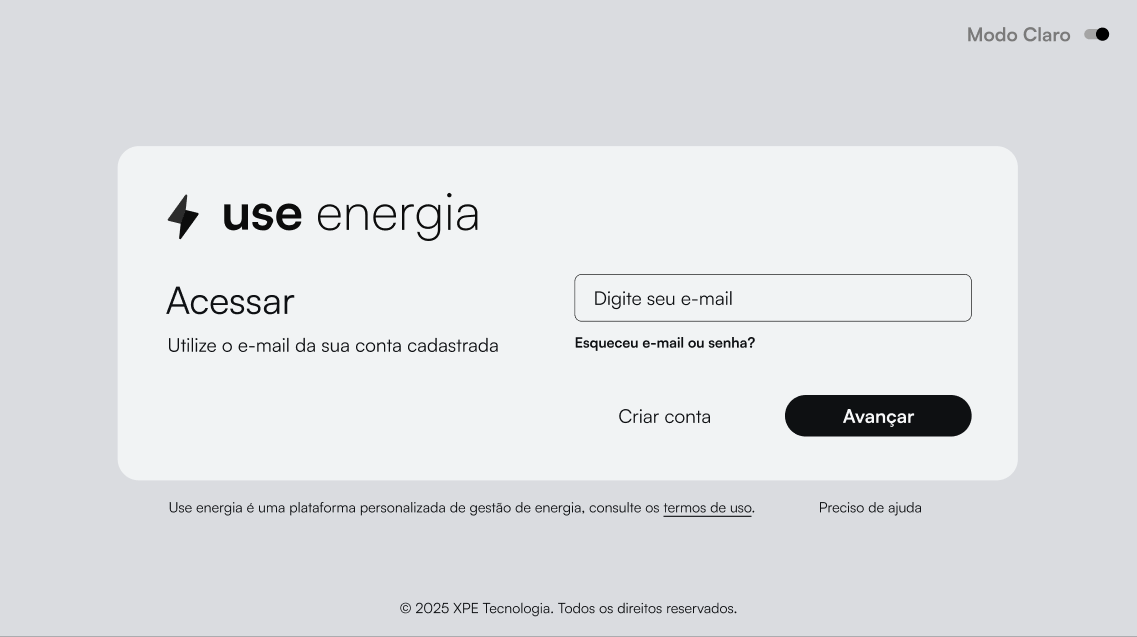 Modo Claro
use energia
Acessar
Utilize o e-mail da sua conta cadastrada
Digite seu e-mail
Esqueceu e-mail ou senha?
Criar conta
Avançar
Use energia é uma plataforma personalizada de gestão de energia, consulte os termos de uso.
Preciso de ajuda
© 2025 XPE Tecnologia. Todos os direitos reservados.